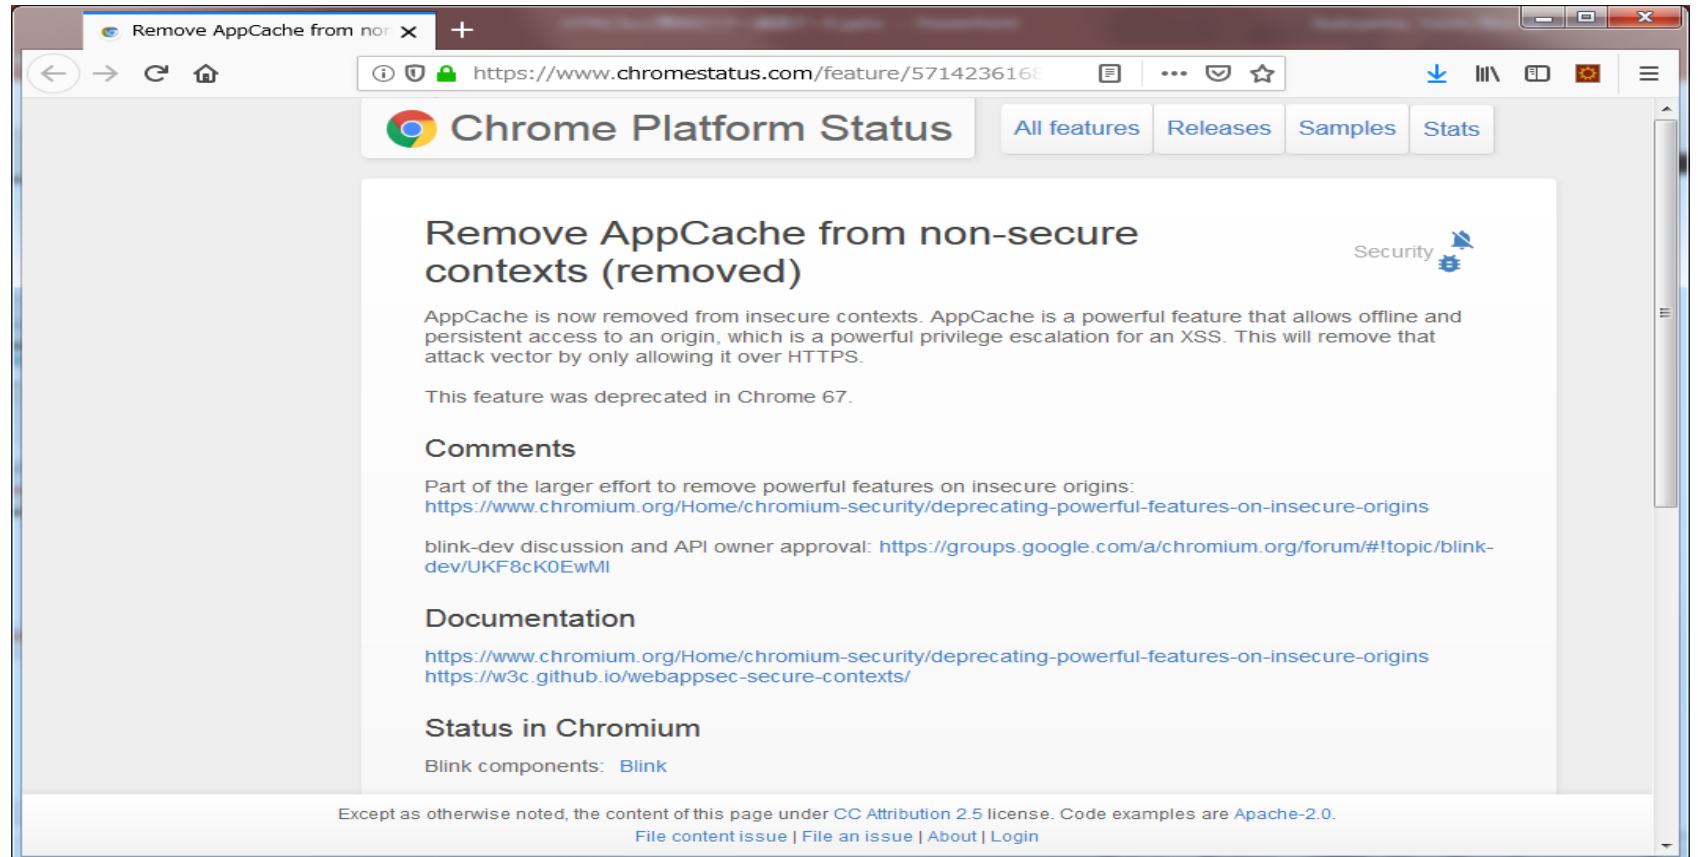 Remove AppCache from nor
https://www.chromestatus.com/feature/571423616
Chrome Platform Status
All features
Releases
Samples
Stats
Remove AppCache from non-secure
contexts (removed)
Security
AppCache is now removed from insecure contexts. AppCache is a powerful feature that allows offline and
persistent access to an origin, which is a powerful privilege escalation for an XSS. This will remove that
attack vector by only allowing it over HTTPS.
This feature was deprecated in Chrome 67.
Comments
Part of the larger effort to remove powerful features on insecure origins:
https://www.chromium.org/Home/chromium-security/deprecating-powerful-features-on-insecure-origins
blink-dev discussion and API owner approval: https://groups.google.com/a/chromium.org/forum/#!topic/blink-
dev/UKF8cK0EwMI
Documentation
https://www.chromium.org/Home/chromium-security/deprecating-powerful-features-on-insecure-origins
https://w3c.github.io/webappsec-secure-contexts/
Status in Chromium
Blink components: Blink
Except as otherwise noted, the content of this page under CC Attribution 2.5 license. Code examples are Apache-2.0.
File content issue | File an issue | About | Login